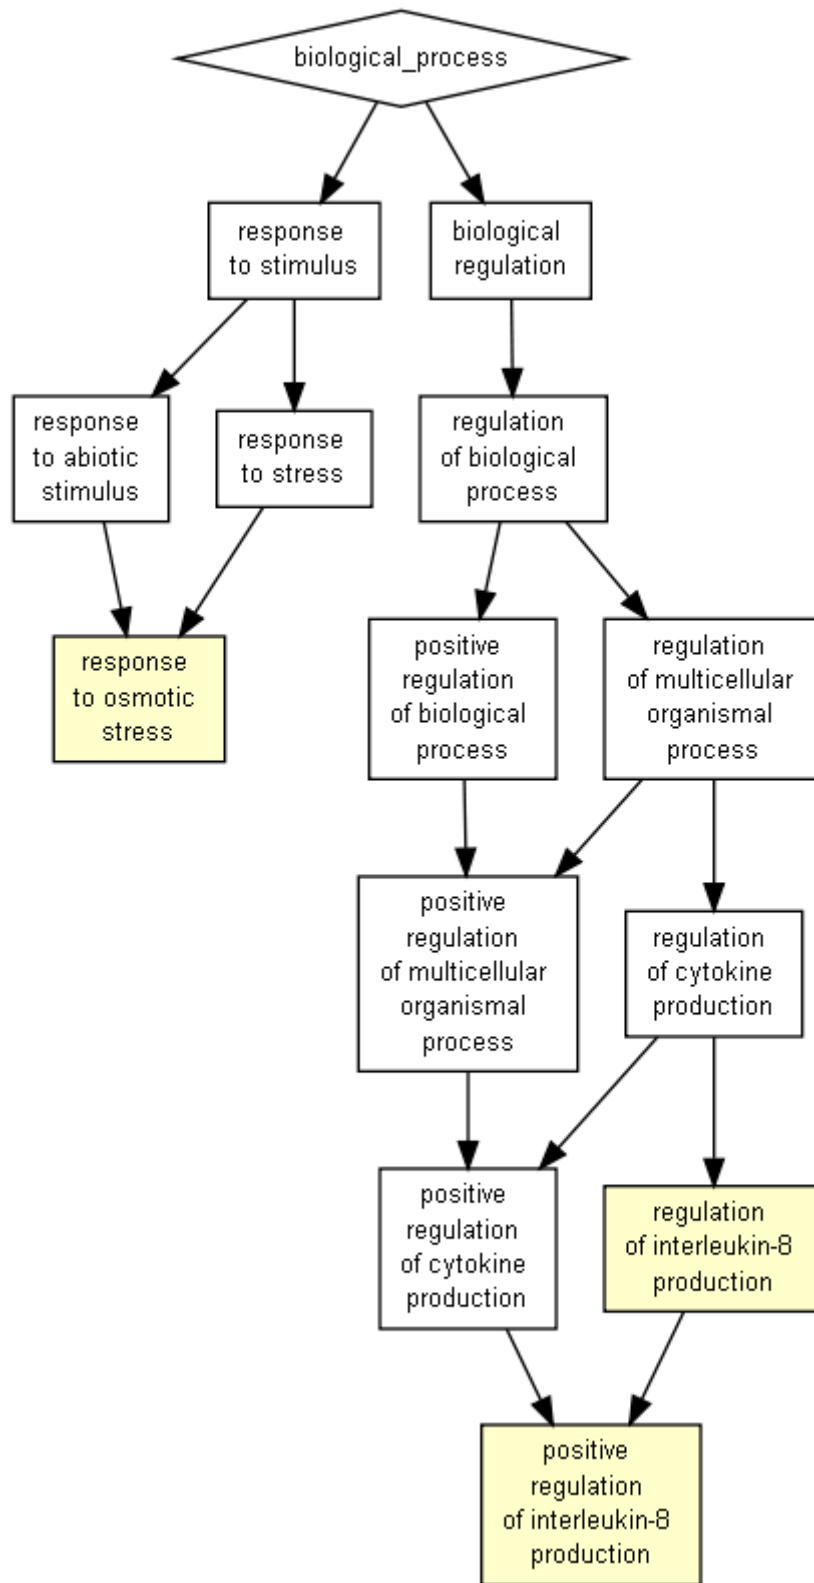 biological_process
response
to stimulus
biological
regulation
response
to abiotic
stimulus
response
to stress
regulation
of biological
process
response
to osmotic
stress
positive
regulation
of biological
process
regulation
of multicellular
organismal
process
positive
regulation
of multicellular
organismal
process
regulation
of cytokine
production
positive
regulation
of cytokine
production
regulation
of interleukin-8
production
positive
regulation
of interleukin-8
production